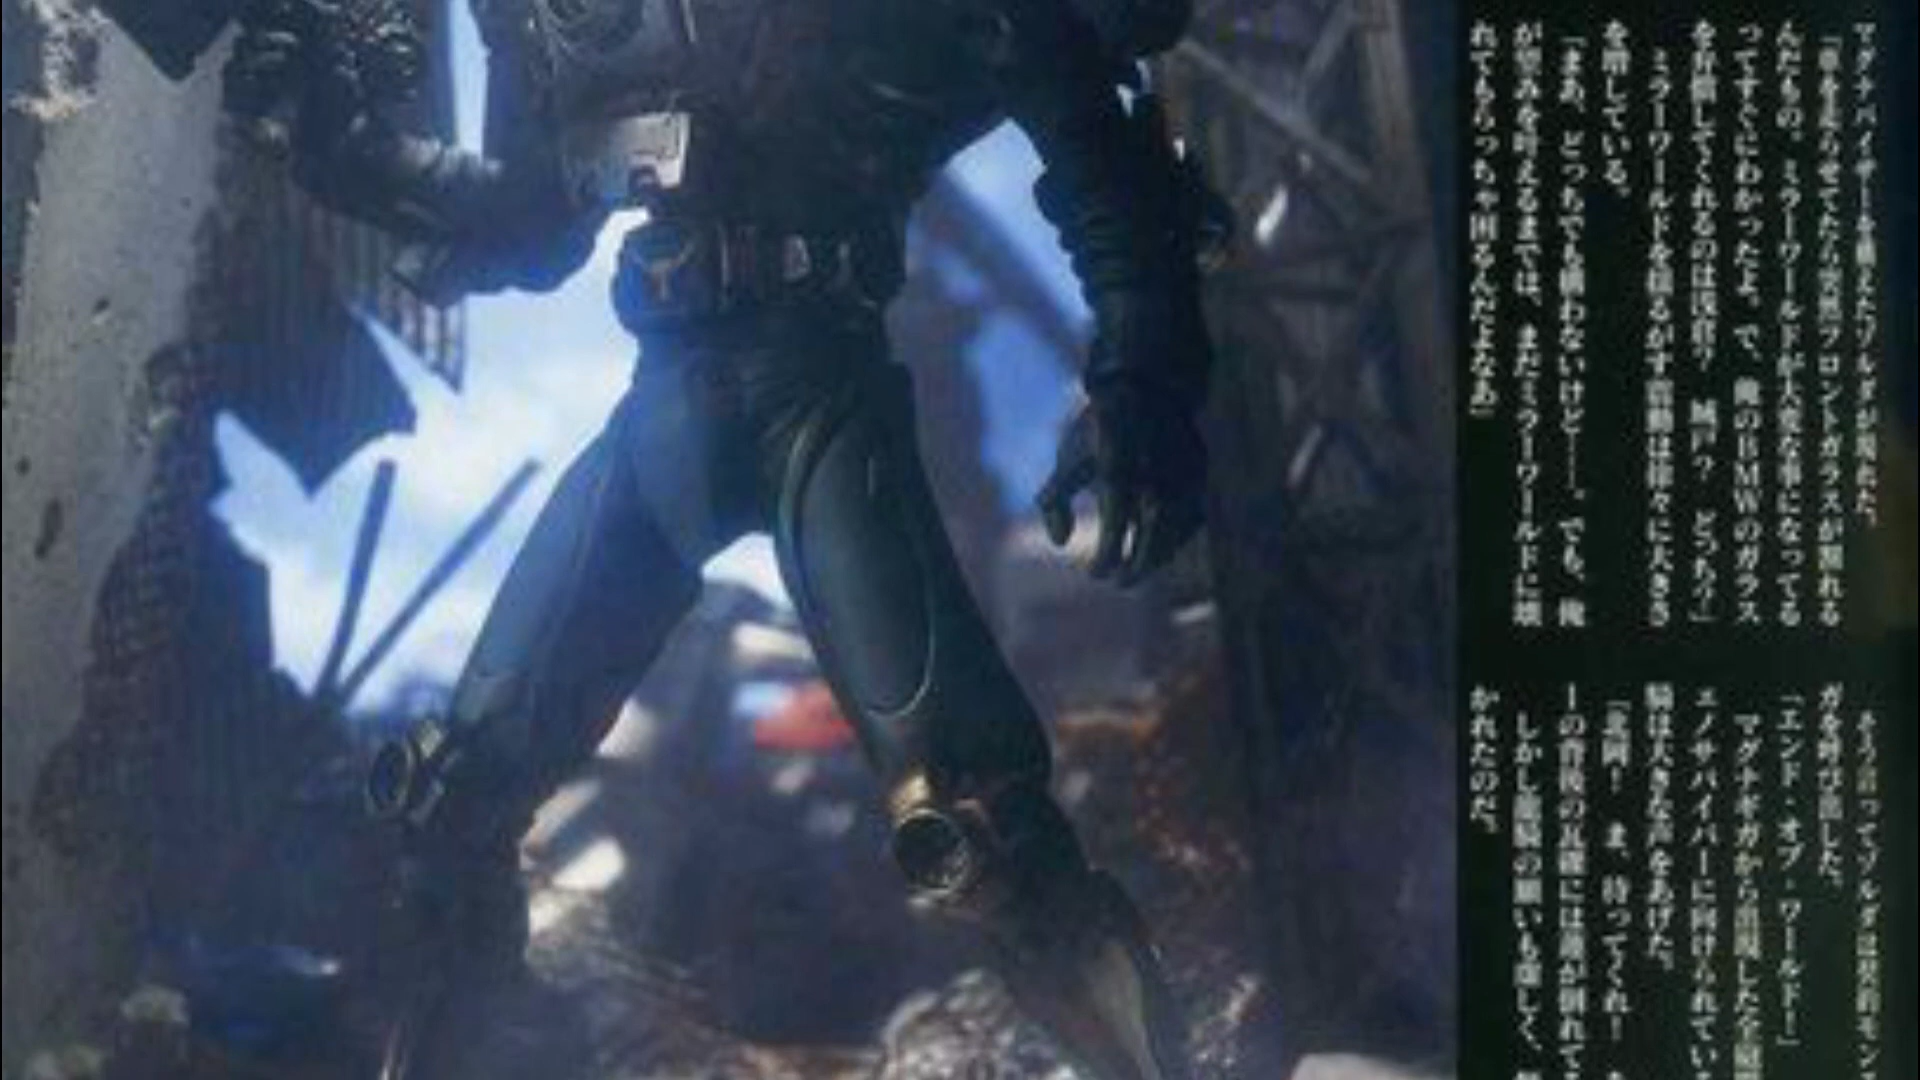 マグナバイザーを構えたゾルダが現れた。
「車を走らせてたら突然フロントガラスが割れる
んだもの。ミラーワールドが大変な事になってる
ってすぐにわかったよ。で、俺のBMWのガラス
を弁償してくれるのは浅倉？　城戸？　どっち？」
ミラーワールドを揺るがす震動は徐々に大きさ
を増している。
「まあ、どっちでも構わないけど──。でも、俺
が望みを叶えるまでは、まだミラーワールドに壊
れてもらっちゃ困るんだよなあ」
そう言ってゾルダは契約モンス
ガを呼び出した。
「エンド・オブ・ワールド！」
マグナギガから出現した全
ェノサバイバーに向けられてい
騎は大きな声をあげた。
「北岡！　ま、待ってくれ！
ーの背後の瓦礫には蓮が倒れて
しかし龍騎の願いも虚しく、
かれたのだ。